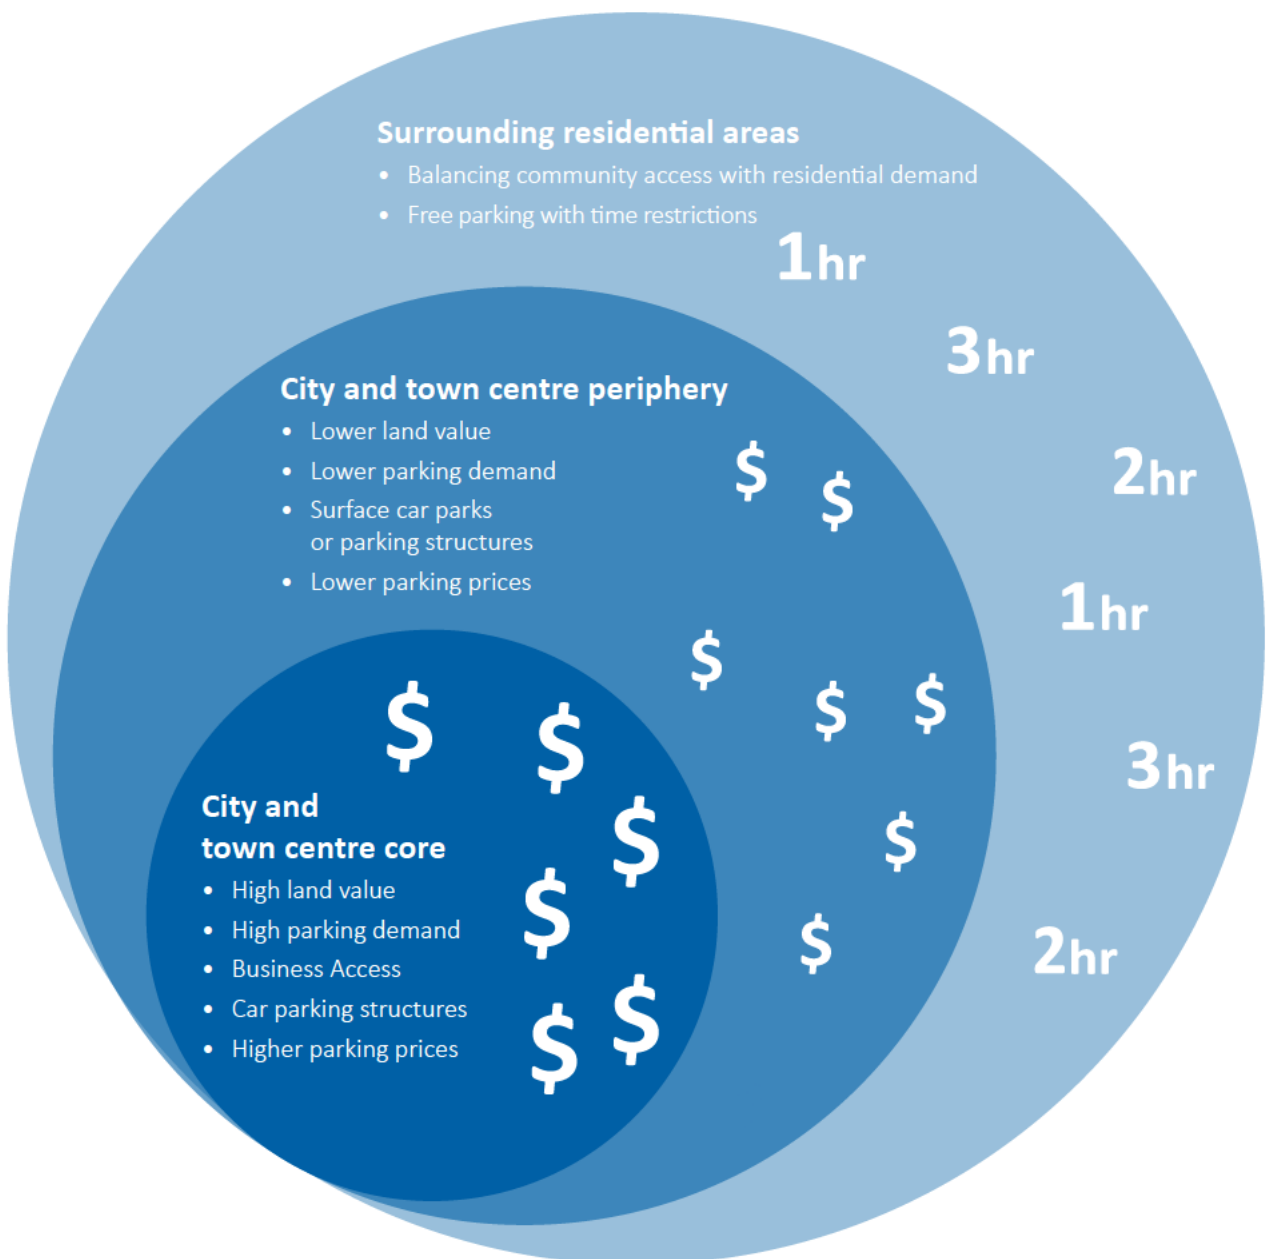 Surrounding residential areas
• Balancing community access with residential demand
• Free parking with time restrictions
1hr
3hr
2hr
1hr
3hr
2hr
City and town centre periphery
• Lower land value
• Lower parking demand
• Surface car parks
or parking structures
• Lower parking prices
$
$
$
$
$
$
$
City and
town centre core
• High land value
• High parking demand
• Business Access
• Car parking structures
• Higher parking prices
$
$
$
$
$
$